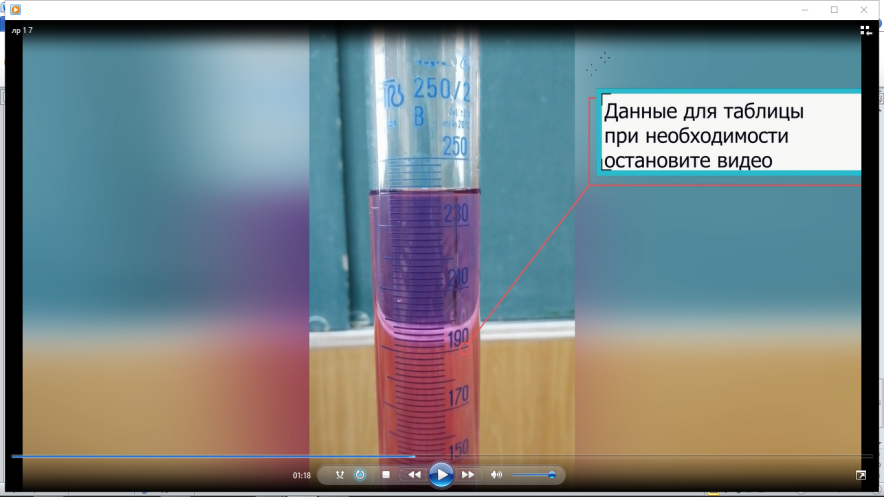 лр 1 7
250/2
B
250
230
210
190
170
150
Данные для таблицы
при необходимости
остановите видео
01:18